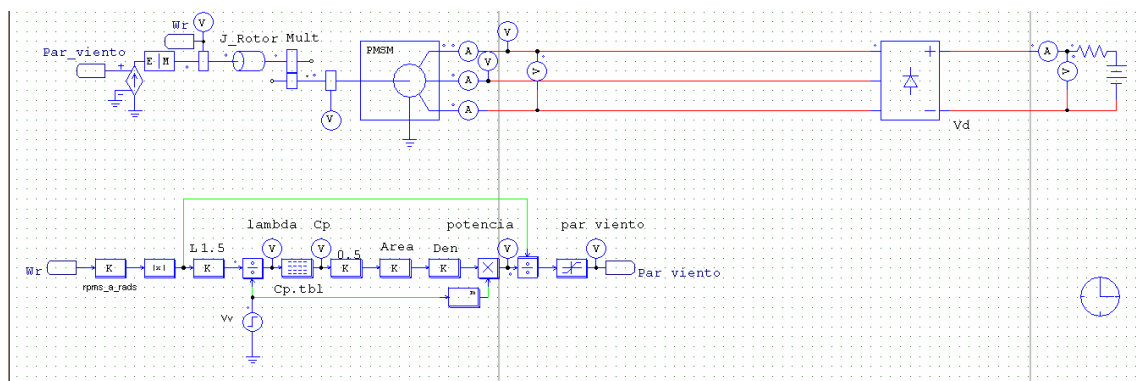 Wr V
Par_viento
E M
J_Rotor Mult
V
PMSM
A
A
A
V
V
V
+
−
Vd
A
V
lambda Cp potencia par viento
L1.5 0.5 Area Den
Wr K |x| K V V K K K V V Par viento
rpms_a_rads
Cp.tbl
Vv